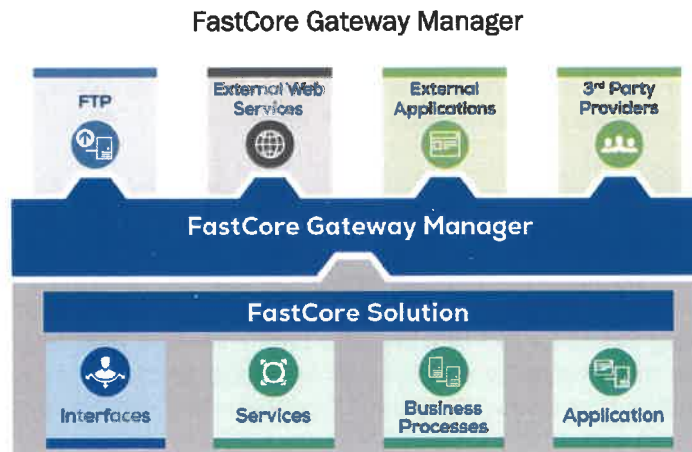 FastCore Gateway Manager
FTP
External Web
Services
External
Applications
3rd Party
Providers
FastCore Gateway Manager
FastCore Solution
Interfaces
Services
Business
Processes
Application